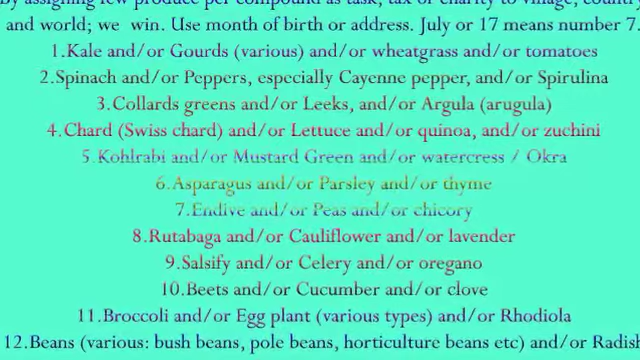 By assigning few produce per compound as task, tax or charity to village, country
and world; we win. Use month of birth or address. July or 17 means number 7.
1.Kale and/or Gourds (various) and/or wheatgrass and/or tomatoes
2.Spinach and/or Peppers, especially Cayenne pepper, and/or Spirulina
3.Collards greens and/or Leeks, and/or Argula (arugula)
4.Chard (Swiss chard) and/or Lettuce and/or quinoa, and/or zuchini
5.Kohlrabi and/or Mustard Green and/or watercress / Okra
6.Asparagus and/or Parsley and/or thyme
7.Endive and/or Peas and/or chicory
8.Rutabaga and/or Cauliflower and/or lavender
9.Salsify and/or Celery and/or oregano
10.Beets and/or Cucumber and/or clove
11.Broccoli and/or Egg plant (various types) and/or Rhodiola
12.Beans (various: bush beans, pole beans, horticulture beans etc) and/or Radish